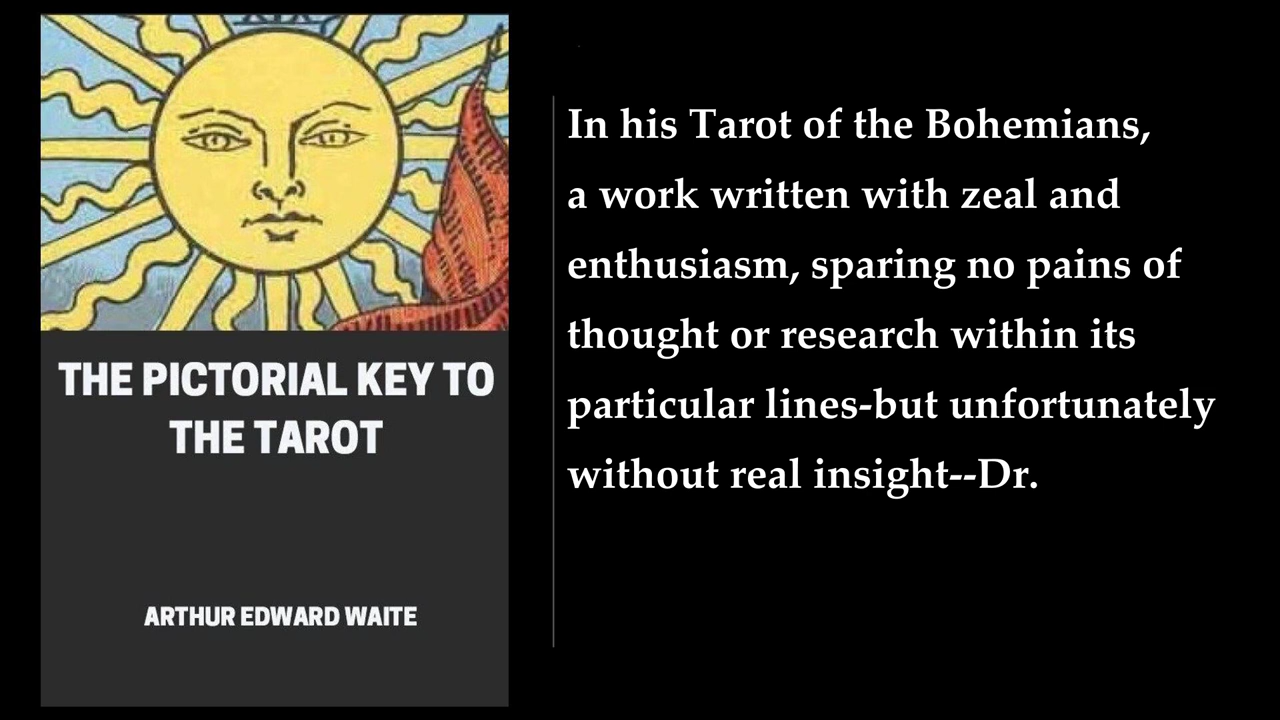 THE PICTORIAL KEY TO
THE TAROT
ARTHUR EDWARD WAITE
In his Tarot of the Bohemians,
a work written with zeal and
enthusiasm, sparing no pains of
thought or research within its
particular lines-but unfortunately
without real insight--Dr.